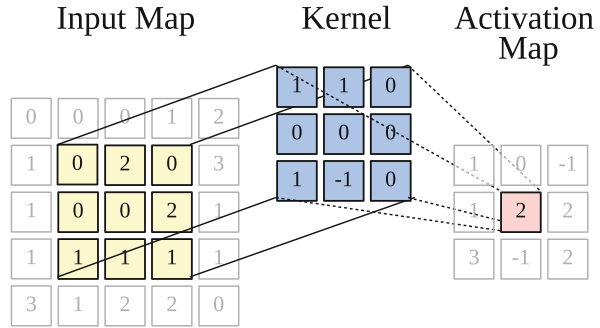 Input Map
Kernel
Activation
Map
0 0 0 1 2
1 0 2 0 3
1 0 0 2 1
1 1 1 1 1
3 1 2 2 0
1 1 0
0 0 0
1 -1 0
1 0 -1
1 2 2
3 -1 2